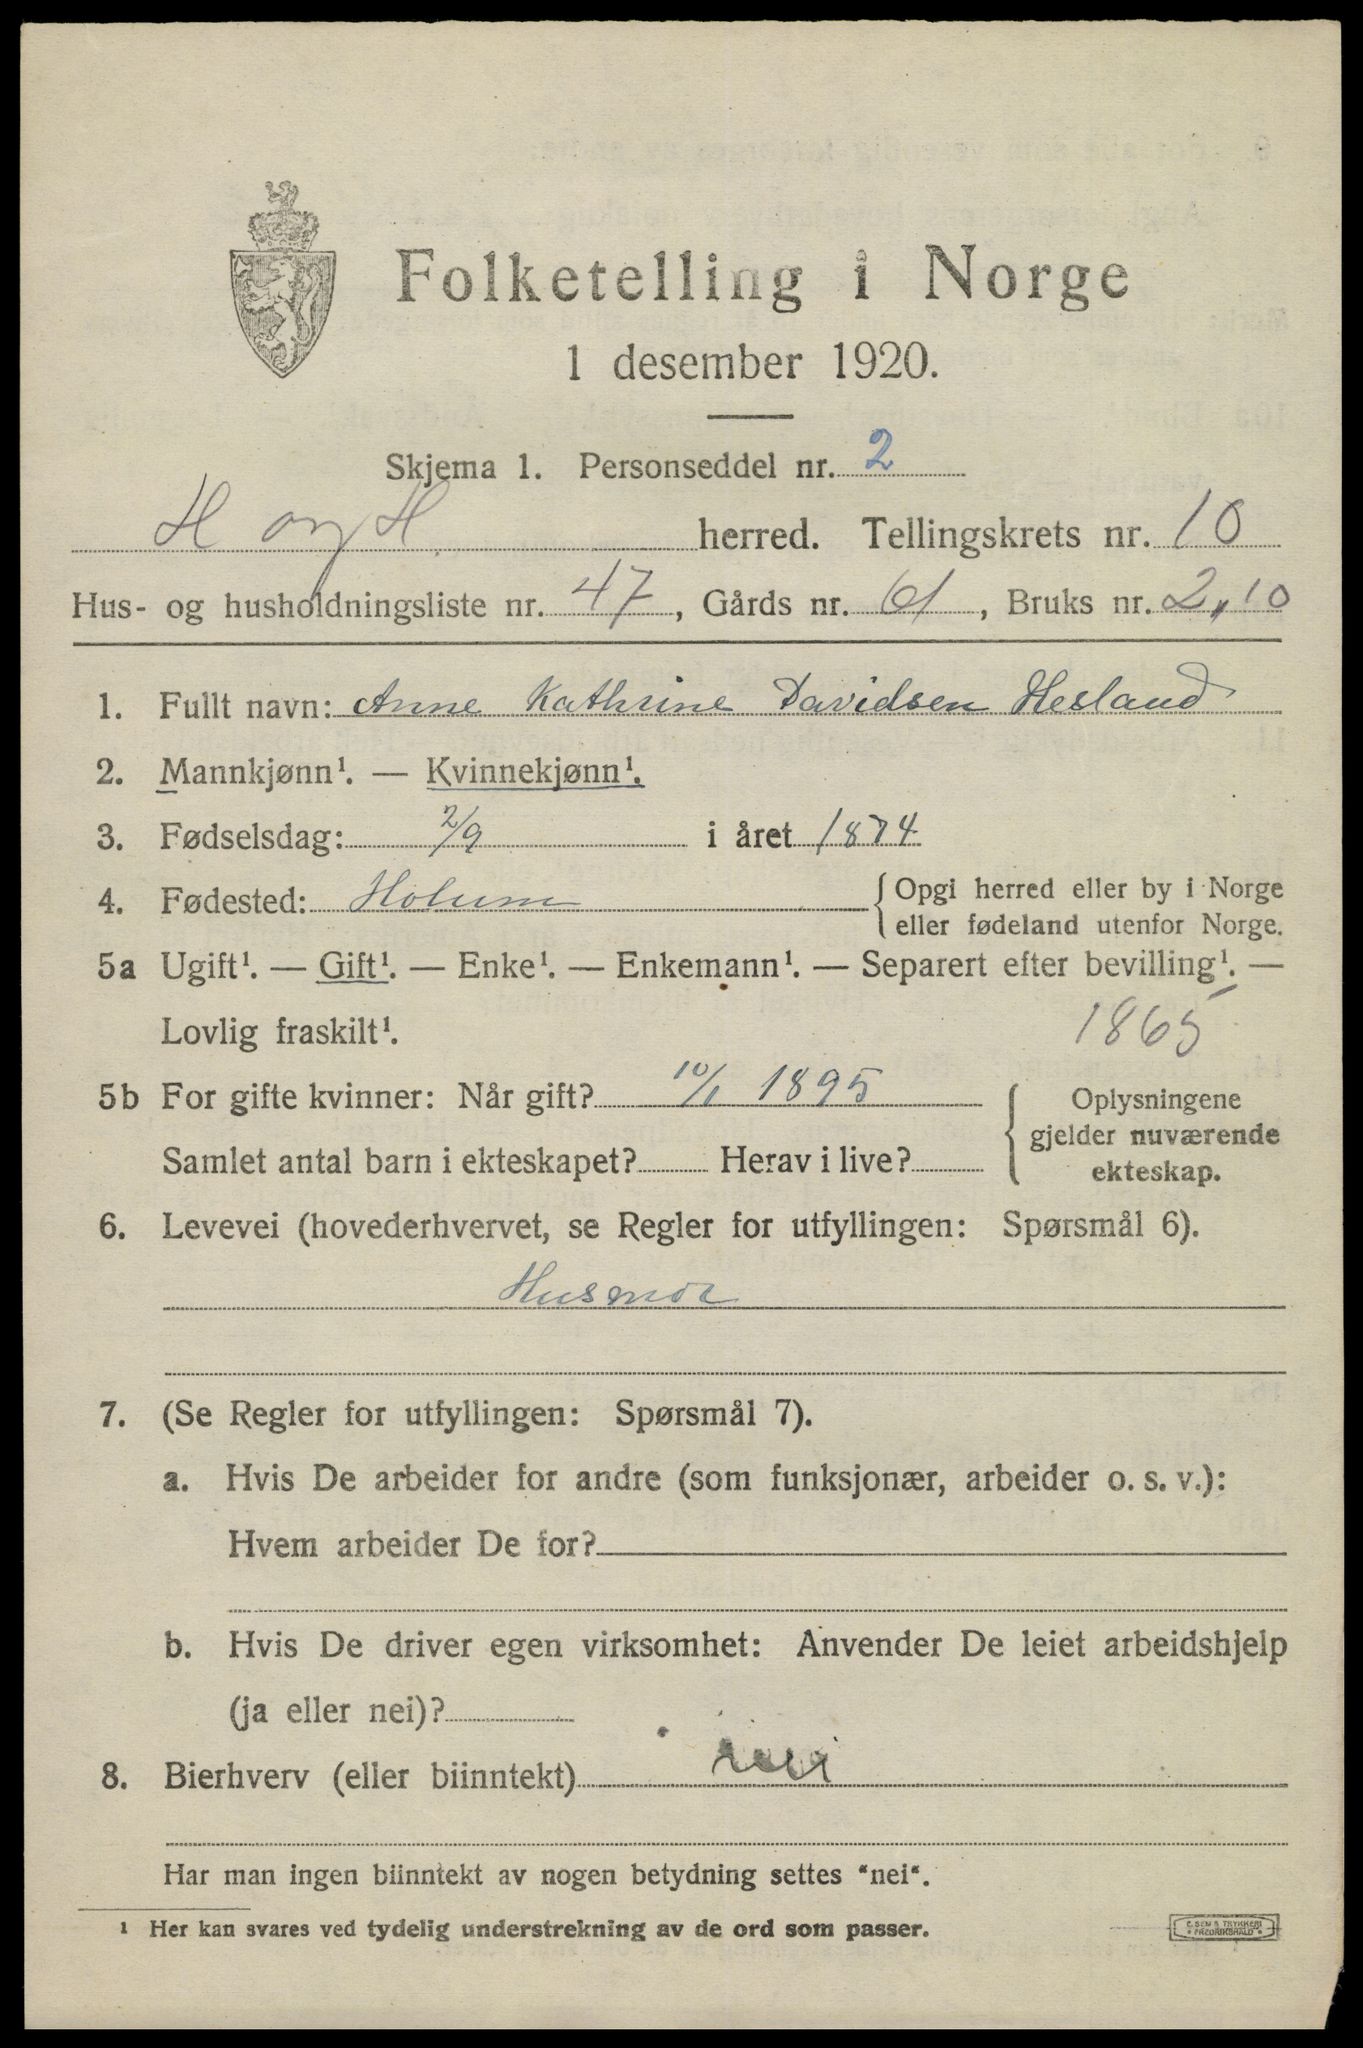 Folketelling i Norge
1 desember 1920.
Skjema 1. Personseddel nr. 2
H og H. herred. Tellingskrets nr. 10
Hus- og husholdningsliste nr. 47, Gårds nr. 61, Bruks nr. 2,10
1. Fullt navn: Anne Kathrine Davidsen Hesland
2. Mannkjønn¹. — Kvinnekjønn¹.
3. Fødselsdag: 2/9 i året 1874
4. Fødested: Holum {Opgi herred eller by i Norge
eller fødeland utenfor Norge.
5a Ugift¹. — Gift¹. — Enke¹. — Enkemann¹. — Separert efter bevilling¹. —
Lovlig fraskilt¹. 1865
5b For gifte kvinner: Når gift? 10/1 1895
Samlet antal barn i ekteskapet? Herav i live?
Oplysningene
gjelder nuværende
ekteskap.
6. Levevei (hovederhvervet, se Regler for utfyllingen: Spørsmål 6).
Husmor
7. (Se Regler for utfyllingen: Spørsmål 7).
a. Hvis De arbeider for andre (som funksjonær, arbeider o. s. v.):
Hvem arbeider De for?
b. Hvis De driver egen virksomhet: Anvender De leiet arbeidshjelp
(ja eller nei)?
8. Bierhverv (eller biinntekt) nei
Har man ingen biinntekt av nogen betydning settes "nei".
¹ Her kan svares ved tydelig understrekning av de ord som passer.
E. SEM'S TRYKKERI
FREDRIKSHALD